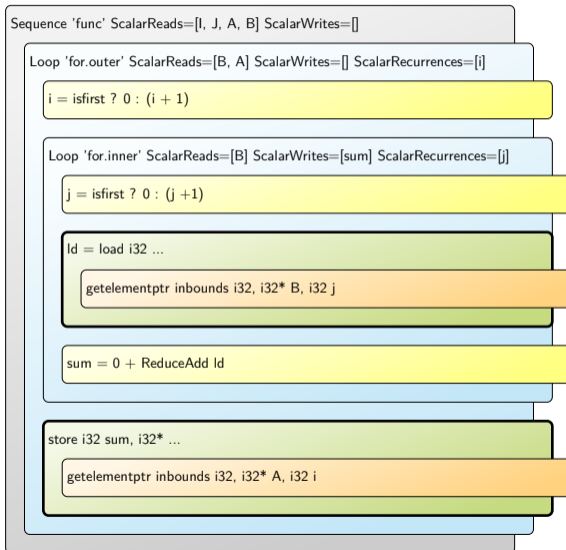 Sequence 'func' ScalarReads=[I, J, A, B] ScalarWrites=[]
Loop 'for.outer' ScalarReads=[B, A] ScalarWrites=[] ScalarRecurrences=[i]
i = isfirst ? 0 : (i + 1)
Loop 'for.inner' ScalarReads=[B] ScalarWrites=[sum] ScalarRecurrences=[j]
j = isfirst ? 0 : (j +1)
ld = load i32 ...
getelementptr inbounds i32, i32* B, i32 j
sum = 0 + ReduceAdd ld
store i32 sum, i32* ...
getelementptr inbounds i32, i32* A, i32 i